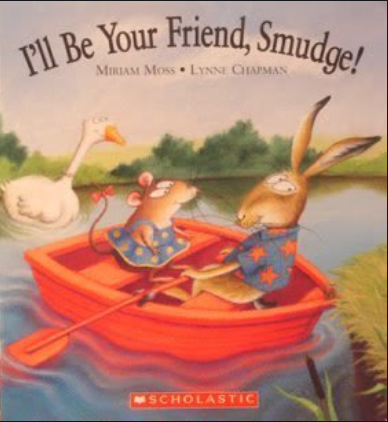 I'll Be Your Friend, Smudge!
MIRIAM MOSS • LYNNE CHAPMAN
SCHOLASTIC